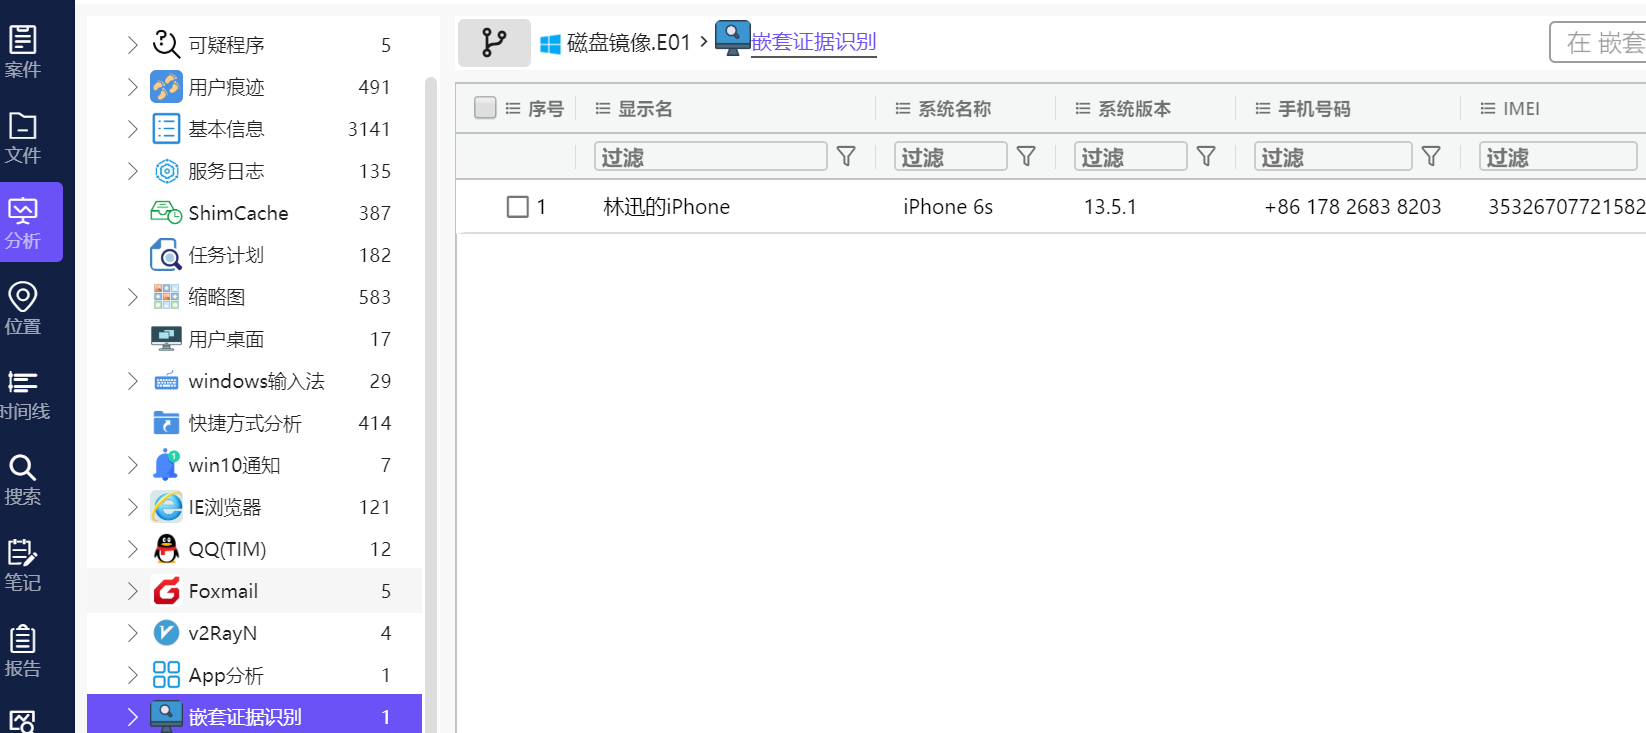 案件
文件
分析
位置
时间线
搜索
笔记
报告
可疑程序 5
用户痕迹 491
基本信息 3141
服务日志 135
ShimCache 387
任务计划 182
缩略图 583
用户桌面 17
windows输入法 29
快捷方式分析 414
win10通知 7
IE浏览器 121
QQ(TIM) 12
Foxmail 5
v2RayN 4
App分析 1
嵌套证据识别 1
磁盘镜像.E01 › 嵌套证据识别
在 嵌套
序号 显示名 系统名称 系统版本 手机号码 IMEI
过滤 过滤 过滤 过滤 过滤
1 林迅的iPhone iPhone 6s 13.5.1 +86 178 2683 8203 35326707721582